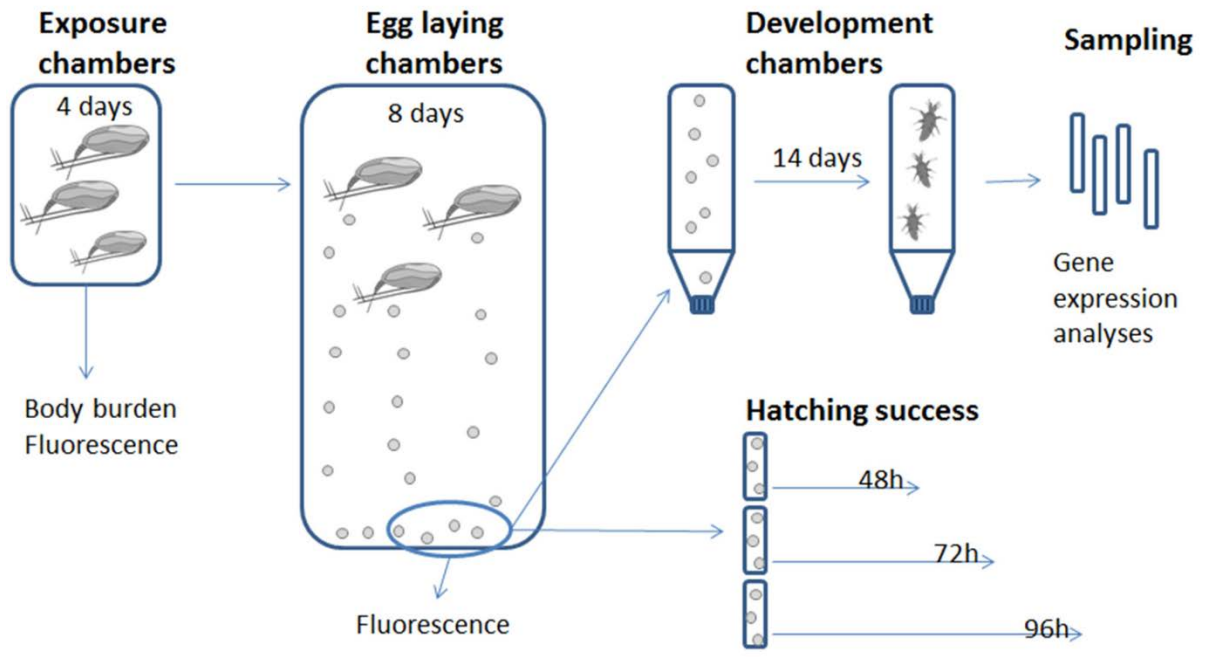 Exposure
chambers
4 days
Body burden
Fluorescence
Egg laying
chambers
8 days
Fluorescence
Development
chambers
14 days
Sampling
Gene
expression
analyses
Hatching success
48h
72h
96h